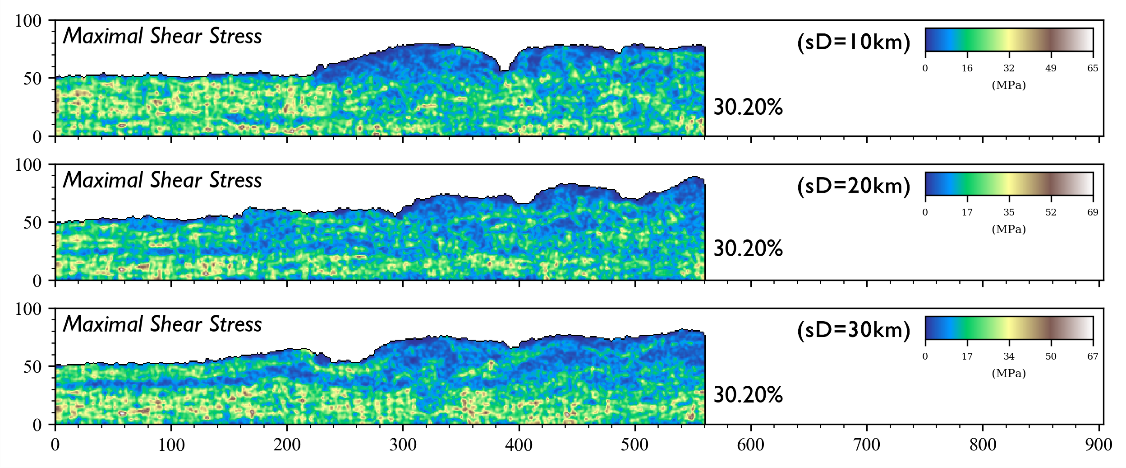 100
Maximal Shear Stress
(sD=10km)
50
0 16 32 49 65
(MPa)
30.20%
0
100
Maximal Shear Stress
(sD=20km)
50
0 17 35 52 69
(MPa)
30.20%
0
100
Maximal Shear Stress
(sD=30km)
50
0 17 34 52 67
(MPa)
30.20%
0
0 100 200 300 400 500 600 700 800 900